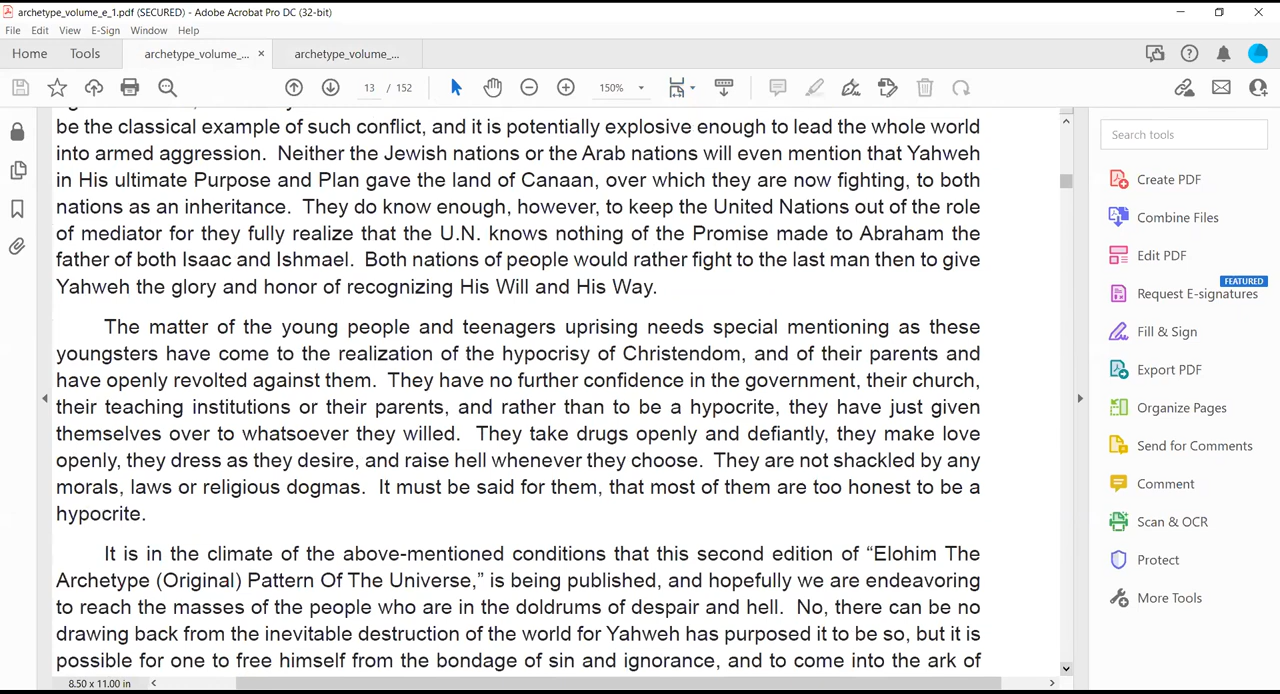 archetype_volume_e_1.pdf (SECURED) - Adobe Acrobat Pro DC (32-bit)
File Edit View E-Sign Window Help
Home Tools archetype_volume_... × archetype_volume_...
13 / 152 150%
be the classical example of such conflict, and it is potentially explosive enough to lead the whole world
into armed aggression. Neither the Jewish nations or the Arab nations will even mention that Yahweh
in His ultimate Purpose and Plan gave the land of Canaan, over which they are now fighting, to both
nations as an inheritance. They do know enough, however, to keep the United Nations out of the role
of mediator for they fully realize that the U.N. knows nothing of the Promise made to Abraham the
father of both Isaac and Ishmael. Both nations of people would rather fight to the last man then to give
Yahweh the glory and honor of recognizing His Will and His Way.
The matter of the young people and teenagers uprising needs special mentioning as these
youngsters have come to the realization of the hypocrisy of Christendom, and of their parents and
have openly revolted against them. They have no further confidence in the government, their church,
their teaching institutions or their parents, and rather than to be a hypocrite, they have just given
themselves over to whatsoever they willed. They take drugs openly and defiantly, they make love
openly, they dress as they desire, and raise hell whenever they choose. They are not shackled by any
morals, laws or religious dogmas. It must be said for them, that most of them are too honest to be a
hypocrite.
It is in the climate of the above-mentioned conditions that this second edition of “Elohim The
Archetype (Original) Pattern Of The Universe,” is being published, and hopefully we are endeavoring
to reach the masses of the people who are in the doldrums of despair and hell. No, there can be no
drawing back from the inevitable destruction of the world for Yahweh has purposed it to be so, but it is
possible for one to free himself from the bondage of sin and ignorance, and to come into the ark of
8.50 x 11.00 in
Search tools
Create PDF
Combine Files
Edit PDF
FEATURED
Request E-signatures
Fill & Sign
Export PDF
Organize Pages
Send for Comments
Comment
Scan & OCR
Protect
More Tools